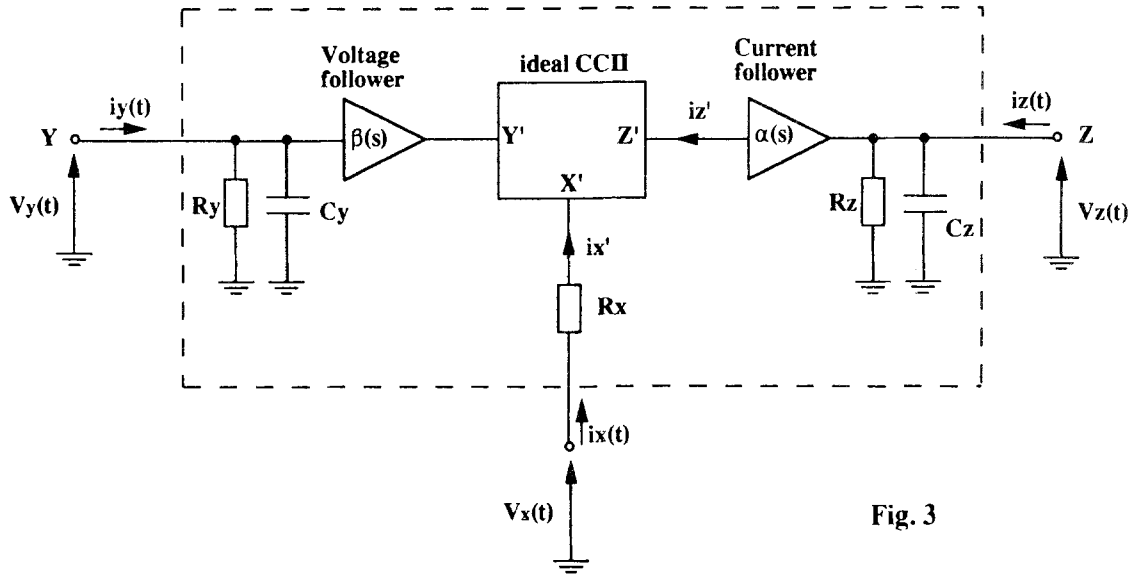 Voltage
follower
ideal CCII
Current
follower
iy(t)
iz'
iz(t)
Y
β(s)
Y'
Z'
α(s)
Z
X'
Vy(t)
Ry
Cy
Rz
Cz
Vz(t)
ix'
Rx
ix(t)
Vx(t)
Fig. 3